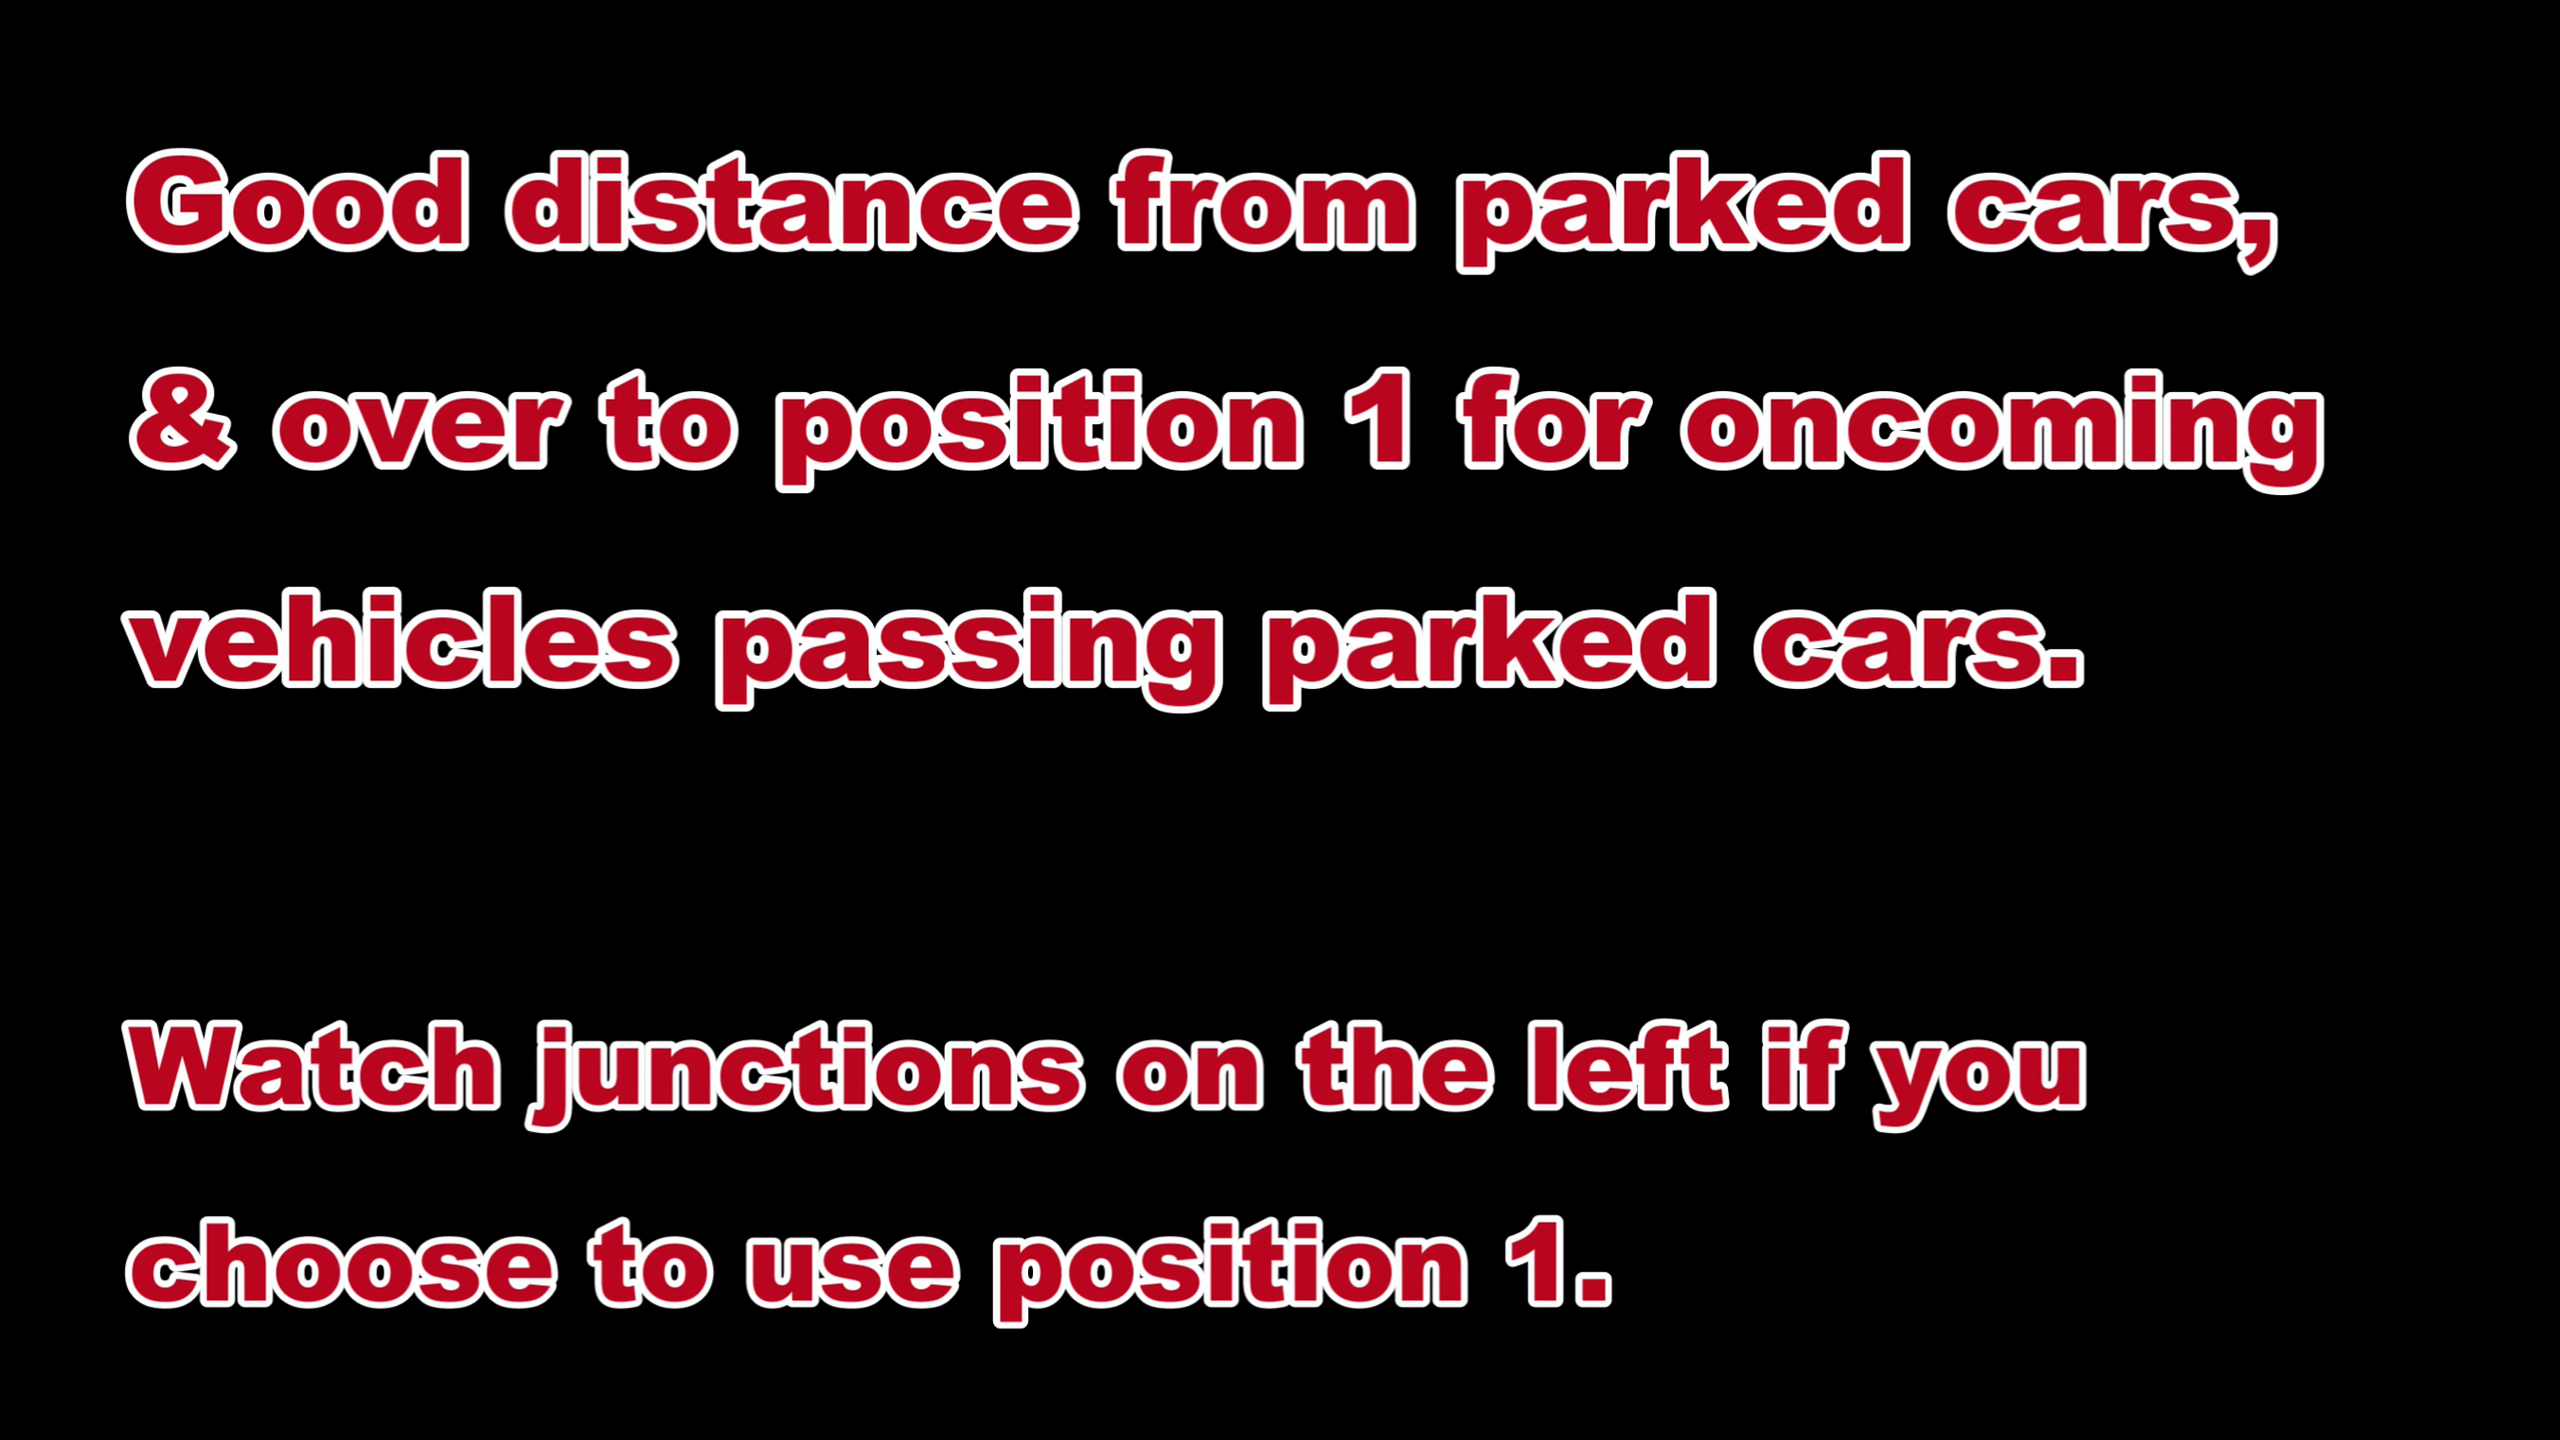 Good distance from parked cars,
& over to position 1 for oncoming
vehicles passing parked cars.
Watch junctions on the left if you
choose to use position 1.